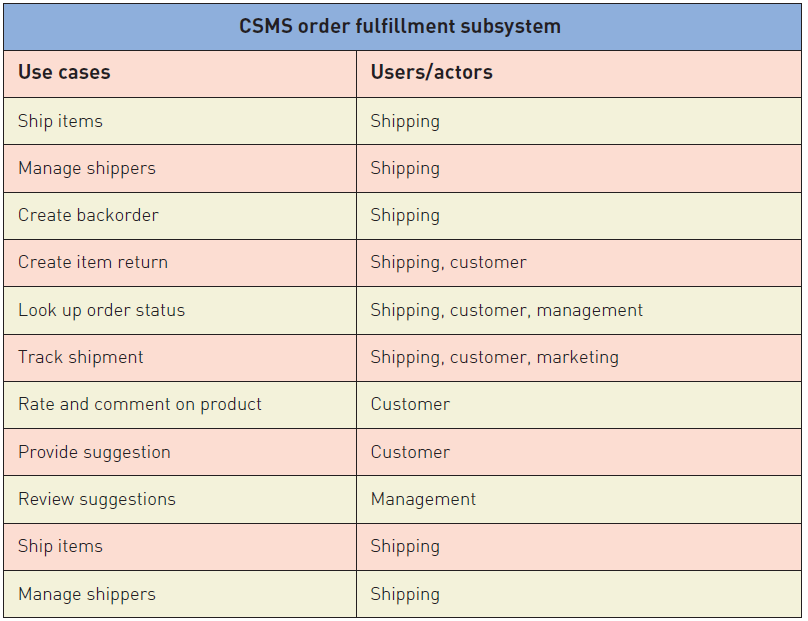 CSMS order fulfillment subsystem
Use cases Users/actors
Ship items Shipping
Manage shippers Shipping
Create backorder Shipping
Create item return Shipping, customer
Look up order status Shipping, customer, management
Track shipment Shipping, customer, marketing
Rate and comment on product Customer
Provide suggestion Customer
Review suggestions Management
Ship items Shipping
Manage shippers Shipping